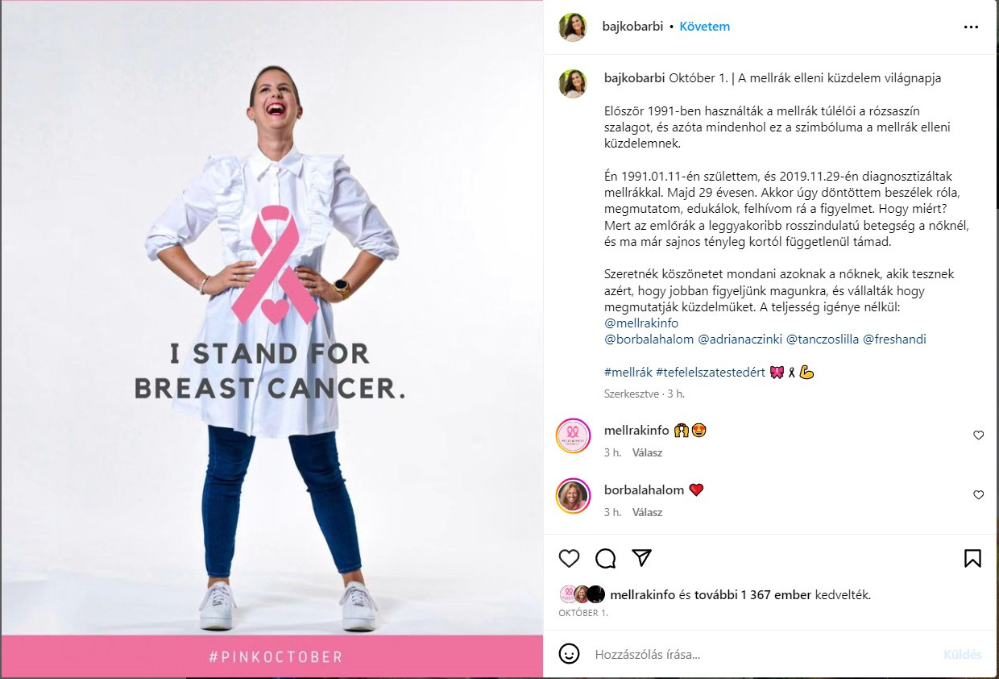 I STAND FOR
BREAST CANCER.
#PINKOCTOBER
bajkobarbi • Követem
bajkobarbi Október 1. | A mellrák elleni küzdelem világnapja
Először 1991-ben használták a mellrák túlélői a rózsaszín
szalagot, és azóta mindenhol ez a szimbóluma a mellrák elleni
küzdelemnek.
Én 1991.01.11-én születtem, és 2019.11.29-én diagnosztizáltak
mellrákkal. Majd 29 évesen. Akkor úgy döntöttem beszélek róla,
megmutatom, edukálok, felhívom rá a figyelmet. Hogy miért?
Mert az emlőrák a leggyakoribb rosszindulatú betegség a nőknél,
és ma már sajnos tényleg kortól függetlenül támad.
Szeretnék köszönetet mondani azoknak a nőknek, akik tesznek
azért, hogy jobban figyeljünk magunkra, és vállalták hogy
megmutatják küzdelmüket. A teljesség igénye nélkül:
@mellrakinfo
@borbalahalom @adrianaczinki @tanczoslilla @freshandi
#mellrák #tefelelszatestedért 🎀🎗💪
Szerkesztve · 3 h.
mellrakinfo 🙌😍
3 h. Válasz
borbalahalom ❤️
3 h. Válasz
mellrakinfo és további 1 367 ember kedvelték.
OKTÓBER 1.
Hozzászólás írása...
Küldés